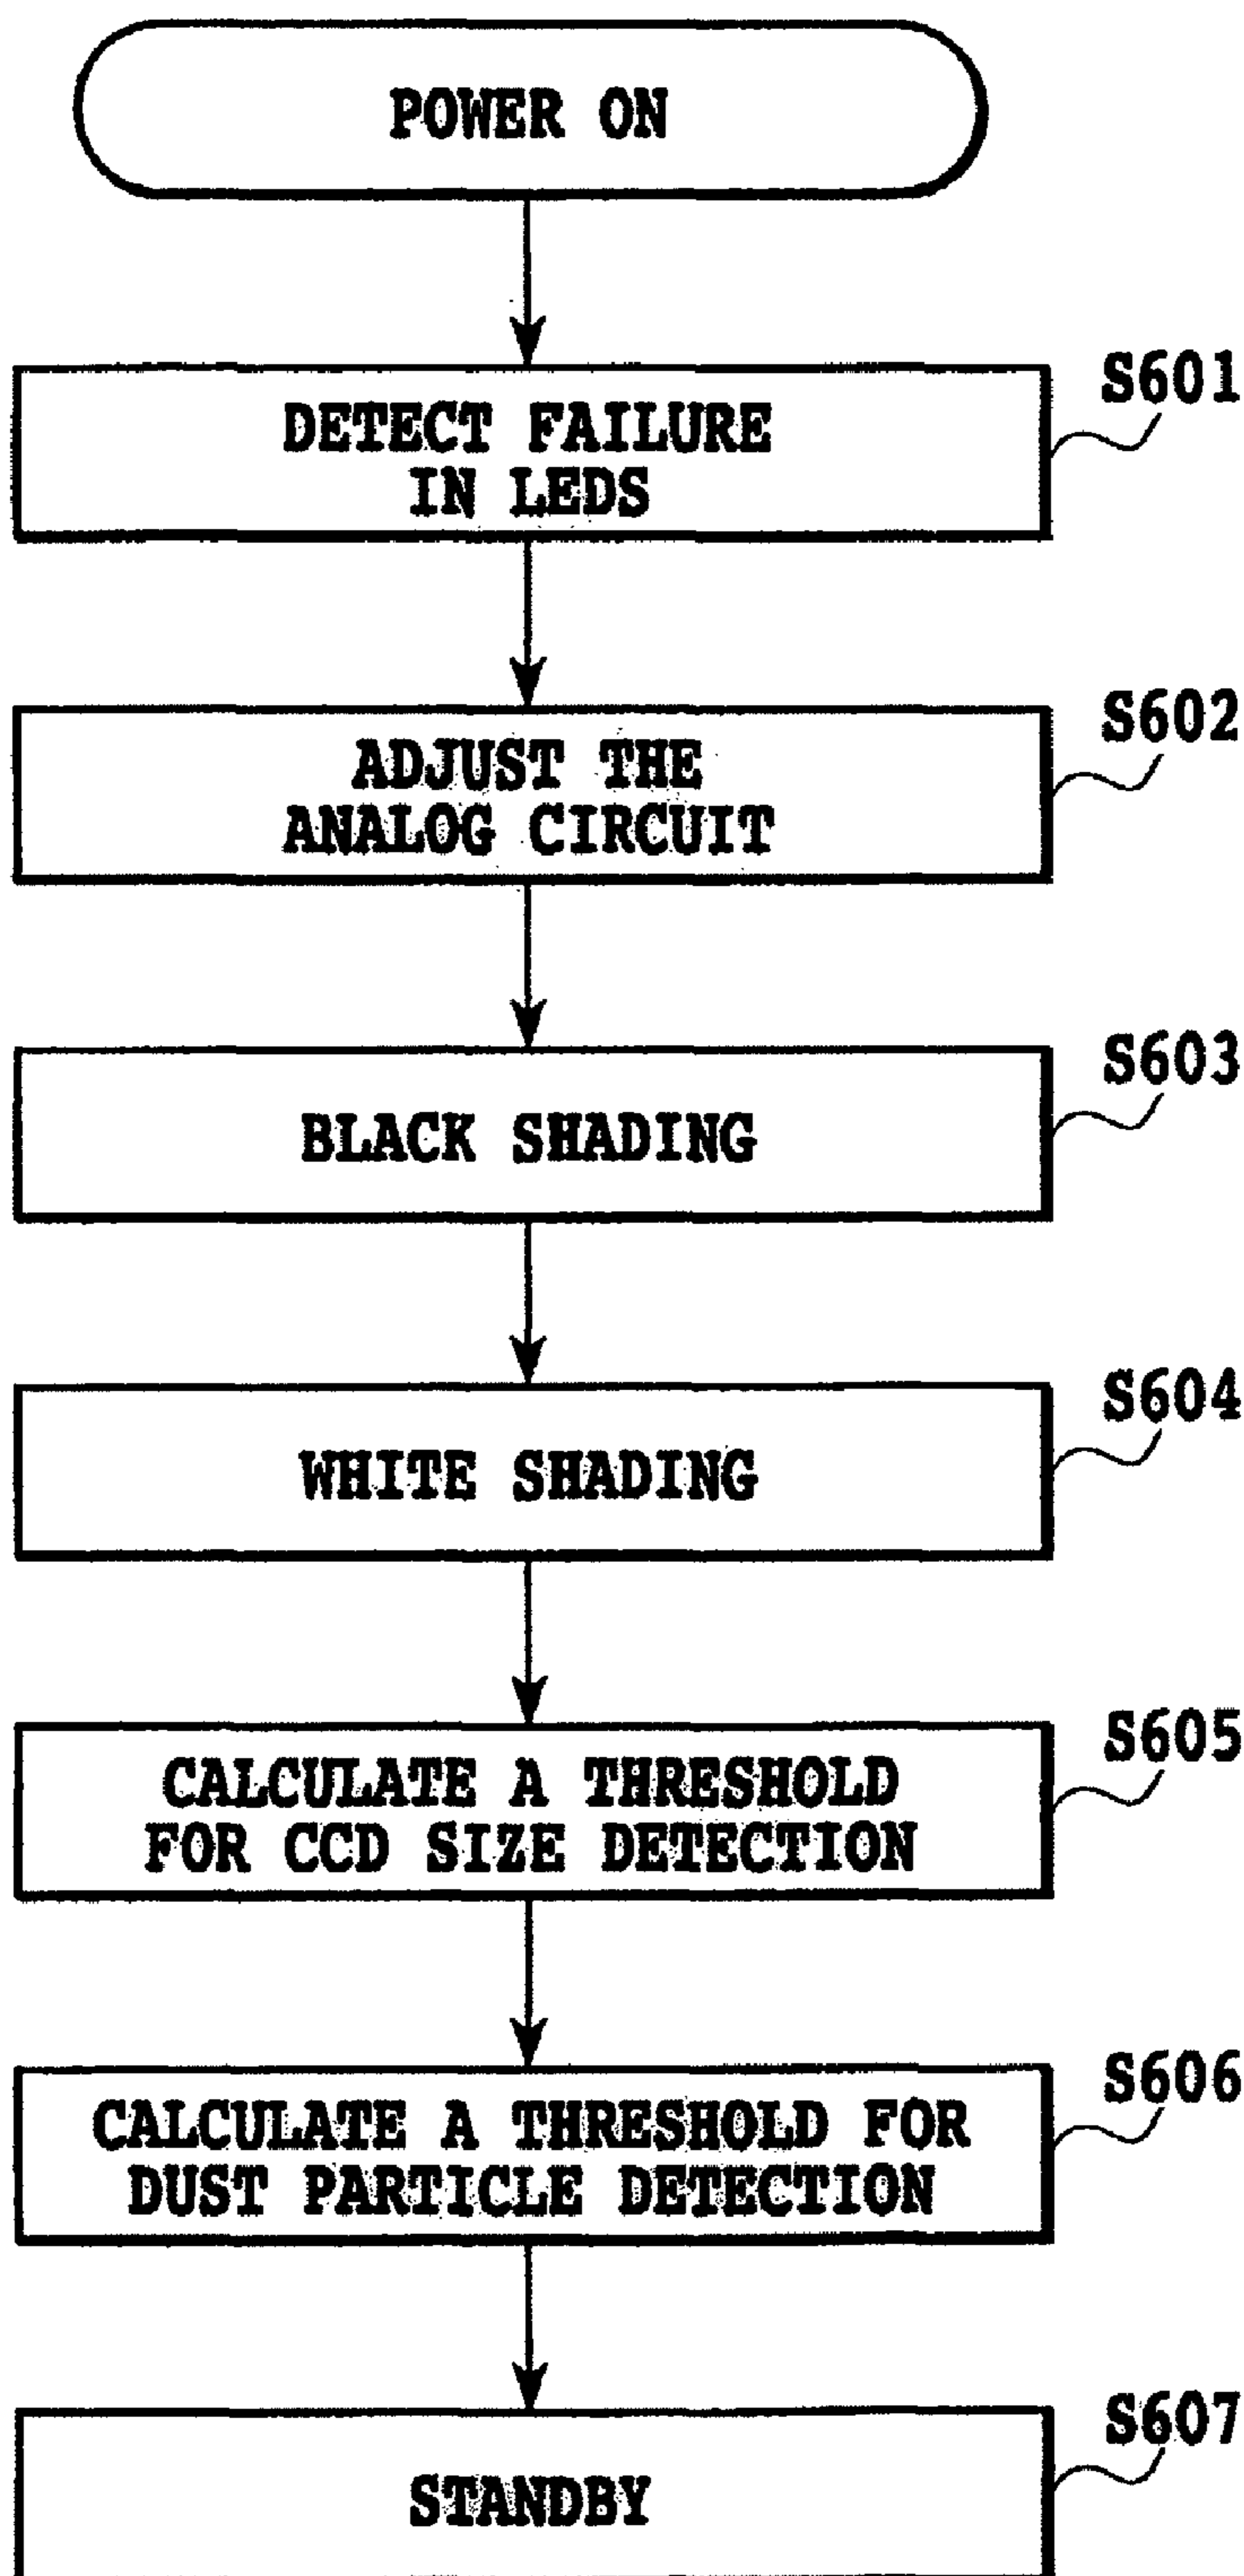 POWER ON
S601
DETECT FAILURE
IN LEDS
S602
ADJUST THE
ANALOG CIRCUIT
S603
BLACK SHADING
S604
WHITE SHADING
S605
CALCULATE A THRESHOLD
FOR CCD SIZE DETECTION
S606
CALCULATE A THRESHOLD FOR
DUST PARTICLE DETECTION
S607
STANDBY